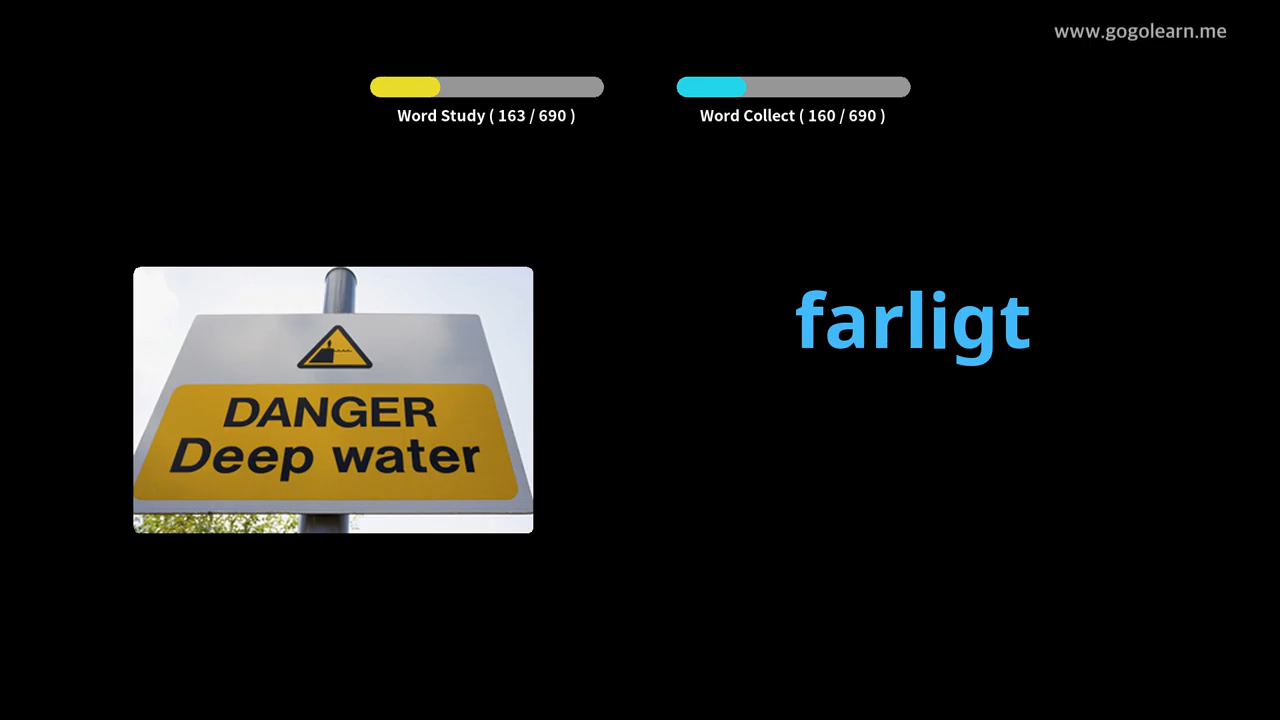 www.gogolearn.me
Word Study ( 163 / 690 )
Word Collect ( 160 / 690 )
DANGER
Deep water
farligt